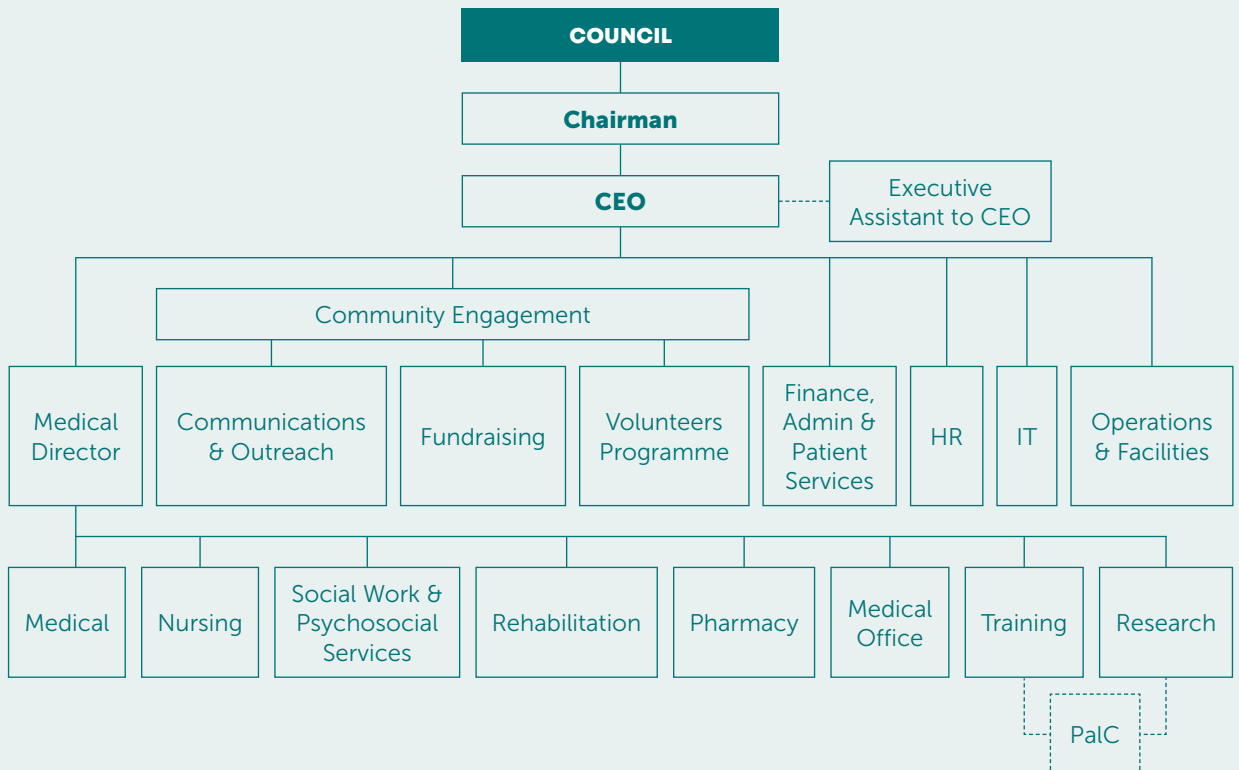 COUNCIL
Chairman
CEO
Executive
Assistant to CEO
Community Engagement
Medical
Director
Communications
& Outreach
Fundraising
Volunteers
Programme
Finance,
Admin &
Patient
Services
HR
IT
Operations
& Facilities
Medical
Nursing
Social Work &
Psychosocial
Services
Rehabilitation
Pharmacy
Medical
Office
Training
Research
PalC